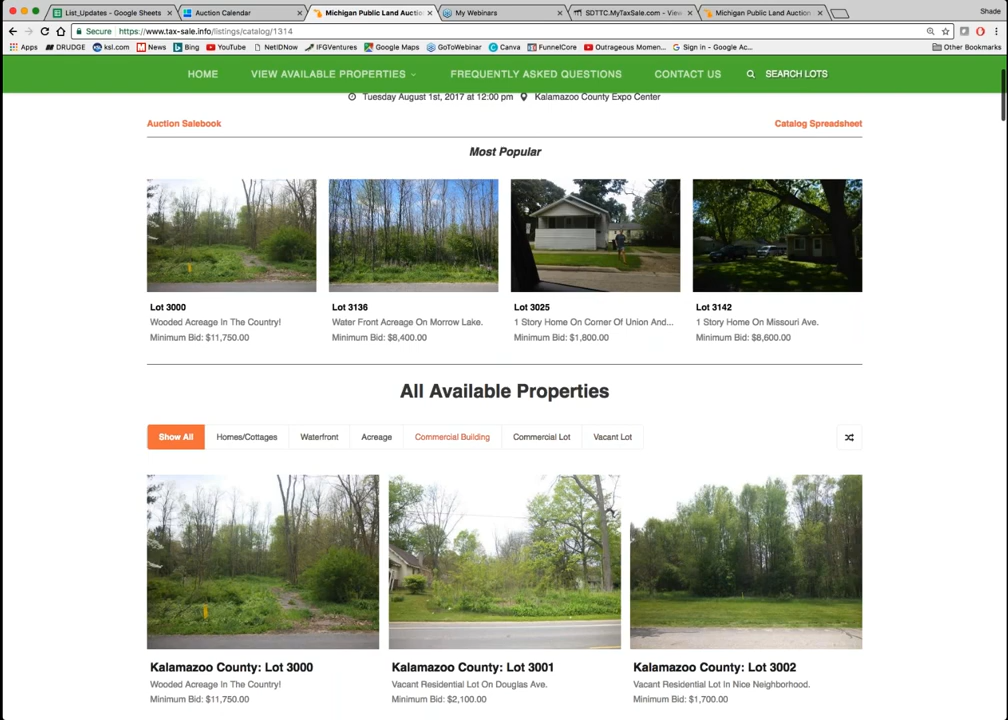 List_Updates - Google Sheets
Auction Calendar
Michigan Public Land Auctio
My Webinars
SDTTC.MyTaxSale.com - View
Michigan Public Land Auction
Shade
Secure
https://www.tax-sale.info/listings/catalog/1314
Apps
DRUDGE
ksl.com
News
Bing
YouTube
NetIDNow
IFGVentures
Google Maps
GoToWebinar
Canva
FunnelCore
Outrageous Momen...
Sign in - Google Ac...
Other Bookmarks
HOME
VIEW AVAILABLE PROPERTIES
FREQUENTLY ASKED QUESTIONS
CONTACT US
SEARCH LOTS
Tuesday August 1st, 2017 at 12:00 pm
Kalamazoo County Expo Center
Auction Salebook
Catalog Spreadsheet
Most Popular
Lot 3000
Wooded Acreage In The Country!
Minimum Bid: $11,750.00
Lot 3136
Water Front Acreage On Morrow Lake.
Minimum Bid: $8,400.00
Lot 3025
1 Story Home On Corner Of Union And...
Minimum Bid: $1,800.00
Lot 3142
1 Story Home On Missouri Ave.
Minimum Bid: $8,600.00
All Available Properties
Show All
Homes/Cottages
Waterfront
Acreage
Commercial Building
Commercial Lot
Vacant Lot
Kalamazoo County: Lot 3000
Wooded Acreage In The Country!
Minimum Bid: $11,750.00
Kalamazoo County: Lot 3001
Vacant Residential Lot On Douglas Ave.
Minimum Bid: $2,100.00
Kalamazoo County: Lot 3002
Vacant Residential Lot In Nice Neighborhood.
Minimum Bid: $1,700.00